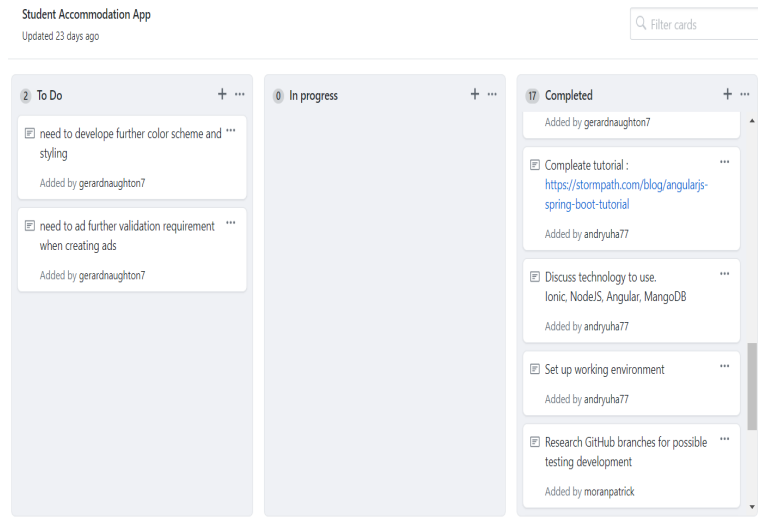 Student Accommodation App
Updated 23 days ago
Filter cards
2 To Do
need to develope further color scheme and
styling
Added by gerardnaughton7
need to ad further validation requirement
when creating ads
Added by gerardnaughton7
0 In progress
17 Completed
Added by gerardnaughton7
Compleate tutorial :
https://stormpath.com/blog/angularjs-
spring-boot-tutorial
Added by andryuha77
Discuss technology to use.
Ionic, NodeJS, Angular, MangoDB
Added by andryuha77
Set up working environment
Added by andryuha77
Research GitHub branches for possible
testing development
Added by moranpatrick